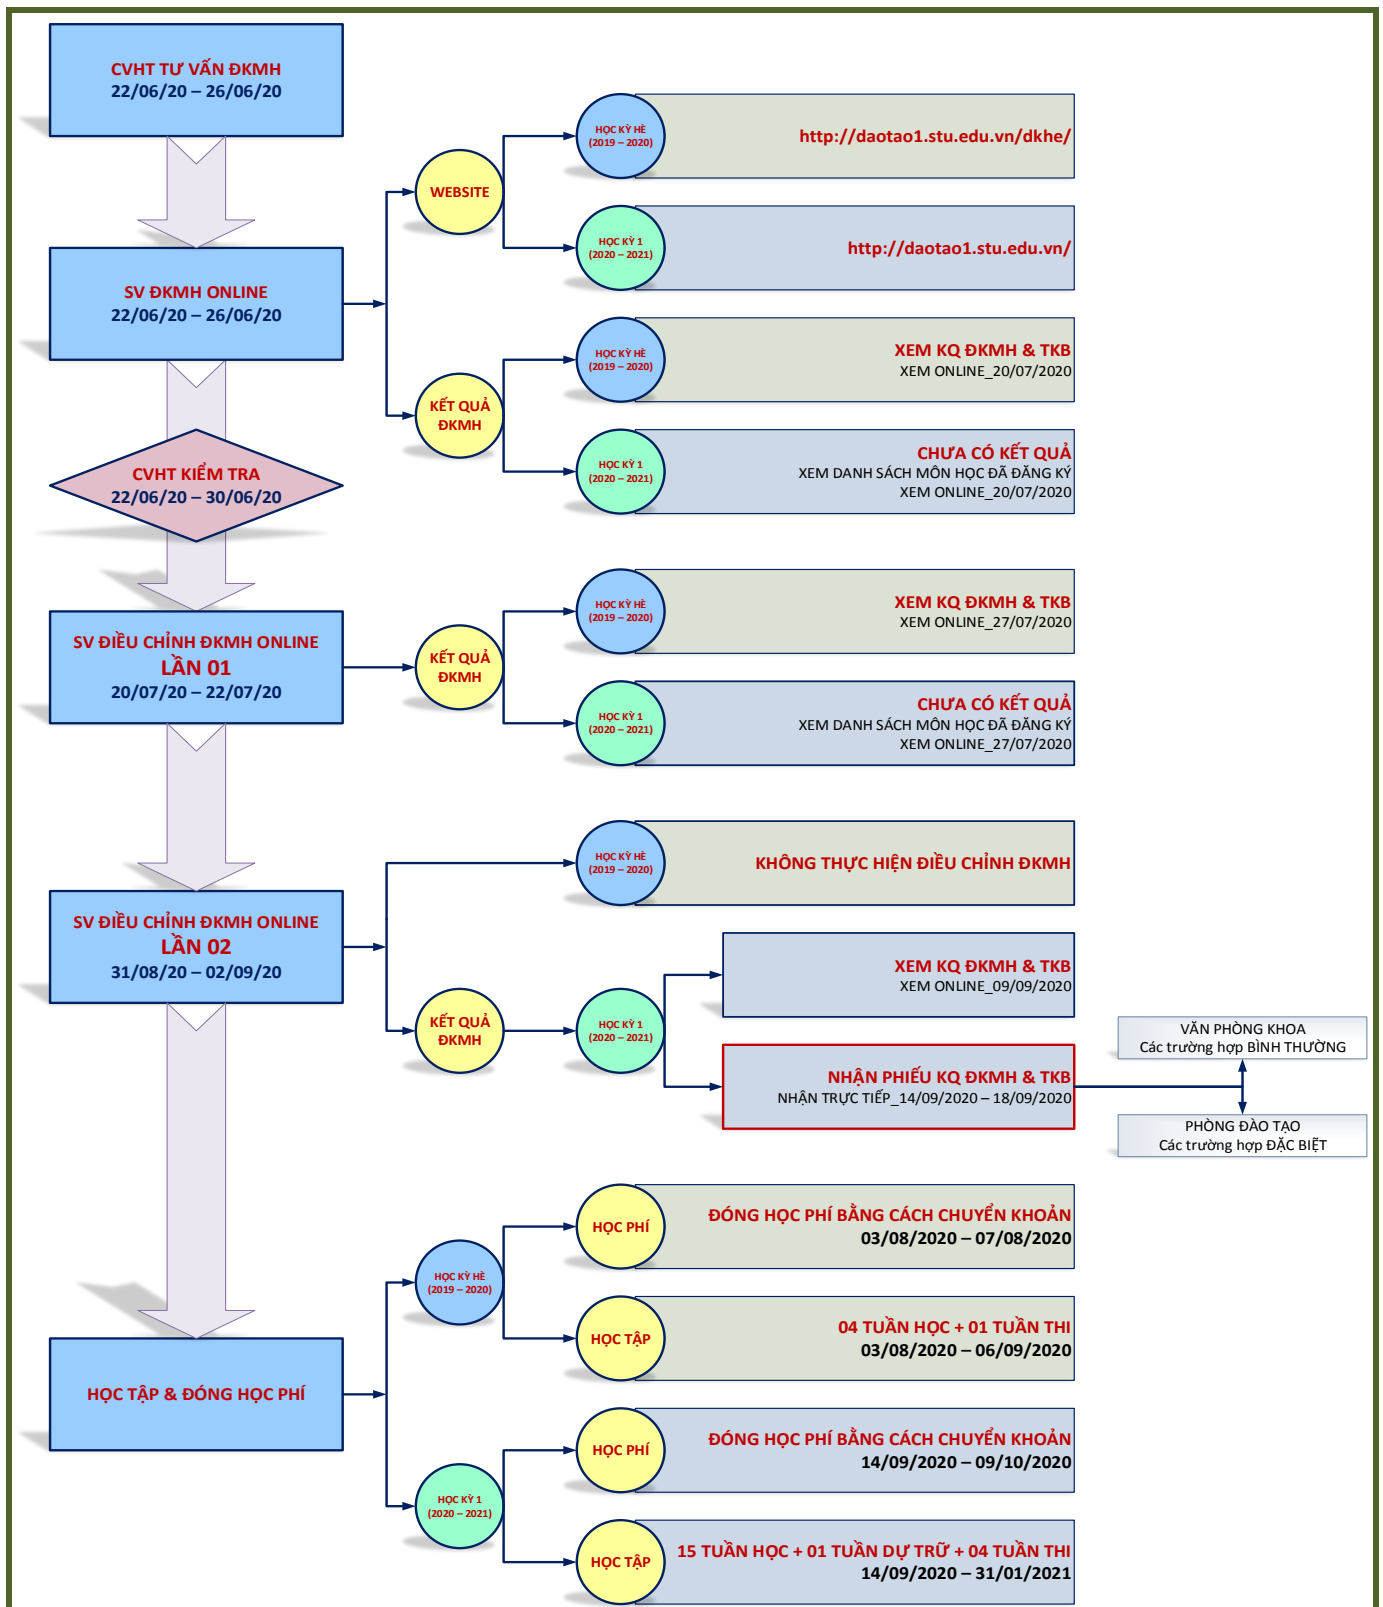 CVHT TƯ VẤN ĐKMH
22/06/20 – 26/06/20
HỌC KỲ HÈ
(2019 – 2020)
http://daotao1.stu.edu.vn/dkhe/
WEBSITE
HỌC KỲ 1
(2020 – 2021)
http://daotao1.stu.edu.vn/
SV ĐKMH ONLINE
22/06/20 – 26/06/20
HỌC KỲ HÈ
(2019 – 2020)
XEM KQ ĐKMH & TKB
XEM ONLINE_20/07/2020
KẾT QUẢ
ĐKMH
HỌC KỲ 1
(2020 – 2021)
CHƯA CÓ KẾT QUẢ
XEM DANH SÁCH MÔN HỌC ĐÃ ĐĂNG KÝ
XEM ONLINE_20/07/2020
CVHT KIỂM TRA
22/06/20 – 30/06/20
HỌC KỲ HÈ
(2019 – 2020)
XEM KQ ĐKMH & TKB
XEM ONLINE_27/07/2020
SV ĐIỀU CHỈNH ĐKMH ONLINE
LẦN 01
20/07/20 – 22/07/20
KẾT QUẢ
ĐKMH
HỌC KỲ 1
(2020 – 2021)
CHƯA CÓ KẾT QUẢ
XEM DANH SÁCH MÔN HỌC ĐÃ ĐĂNG KÝ
XEM ONLINE_27/07/2020
HỌC KỲ HÈ
(2019 – 2020)
KHÔNG THỰC HIỆN ĐIỀU CHỈNH ĐKMH
SV ĐIỀU CHỈNH ĐKMH ONLINE
LẦN 02
31/08/20 – 02/09/20
XEM KQ ĐKMH & TKB
XEM ONLINE_09/09/2020
KẾT QUẢ
ĐKMH
HỌC KỲ 1
(2020 – 2021)
NHẬN PHIẾU KQ ĐKMH & TKB
NHẬN TRỰC TIẾP_14/09/2020 – 18/09/2020
VĂN PHÒNG KHOA
Các trường hợp BÌNH THƯỜNG
PHÒNG ĐÀO TẠO
Các trường hợp ĐẶC BIỆT
HỌC PHÍ
ĐÓNG HỌC PHÍ BẰNG CÁCH CHUYỂN KHOẢN
03/08/2020 – 07/08/2020
HỌC KỲ HÈ
(2019 – 2020)
HỌC TẬP
04 TUẦN HỌC + 01 TUẦN THI
03/08/2020 – 06/09/2020
HỌC TẬP & ĐÓNG HỌC PHÍ
HỌC PHÍ
ĐÓNG HỌC PHÍ BẰNG CÁCH CHUYỂN KHOẢN
14/09/2020 – 09/10/2020
HỌC KỲ 1
(2020 – 2021)
HỌC TẬP
15 TUẦN HỌC + 01 TUẦN DỰ TRỮ + 04 TUẦN THI
14/09/2020 – 31/01/2021